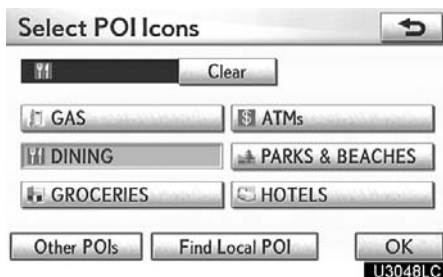 Select POI Icons
Clear
GAS
$ ATMs
DINING
PARKS & BEACHES
GROCERIES
HOTELS
Other POIs Find Local POI OK
U3048LC